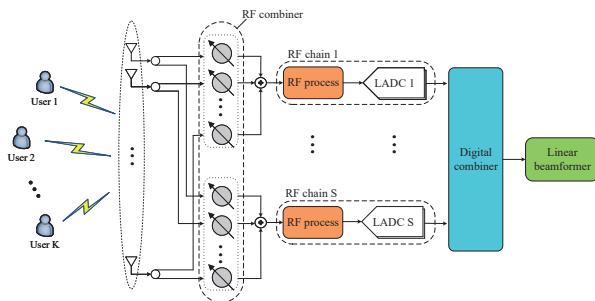 RF combiner
RF chain 1
RF process
LADC 1
User 1
User 2
User K
Digital
combiner
Linear
beamformer
RF chain S
RF process
LADC S